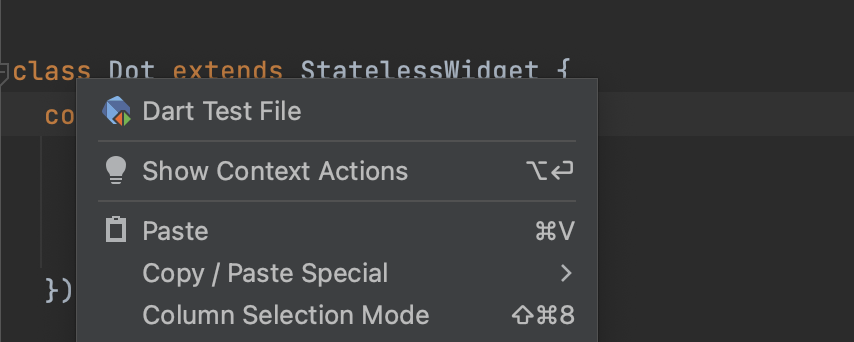 class Dot extends StatelessWidget {
co
Dart Test File
Show Context Actions ⌥⏎
Paste ⌘V
Copy / Paste Special >
Column Selection Mode ⇧⌘8
})